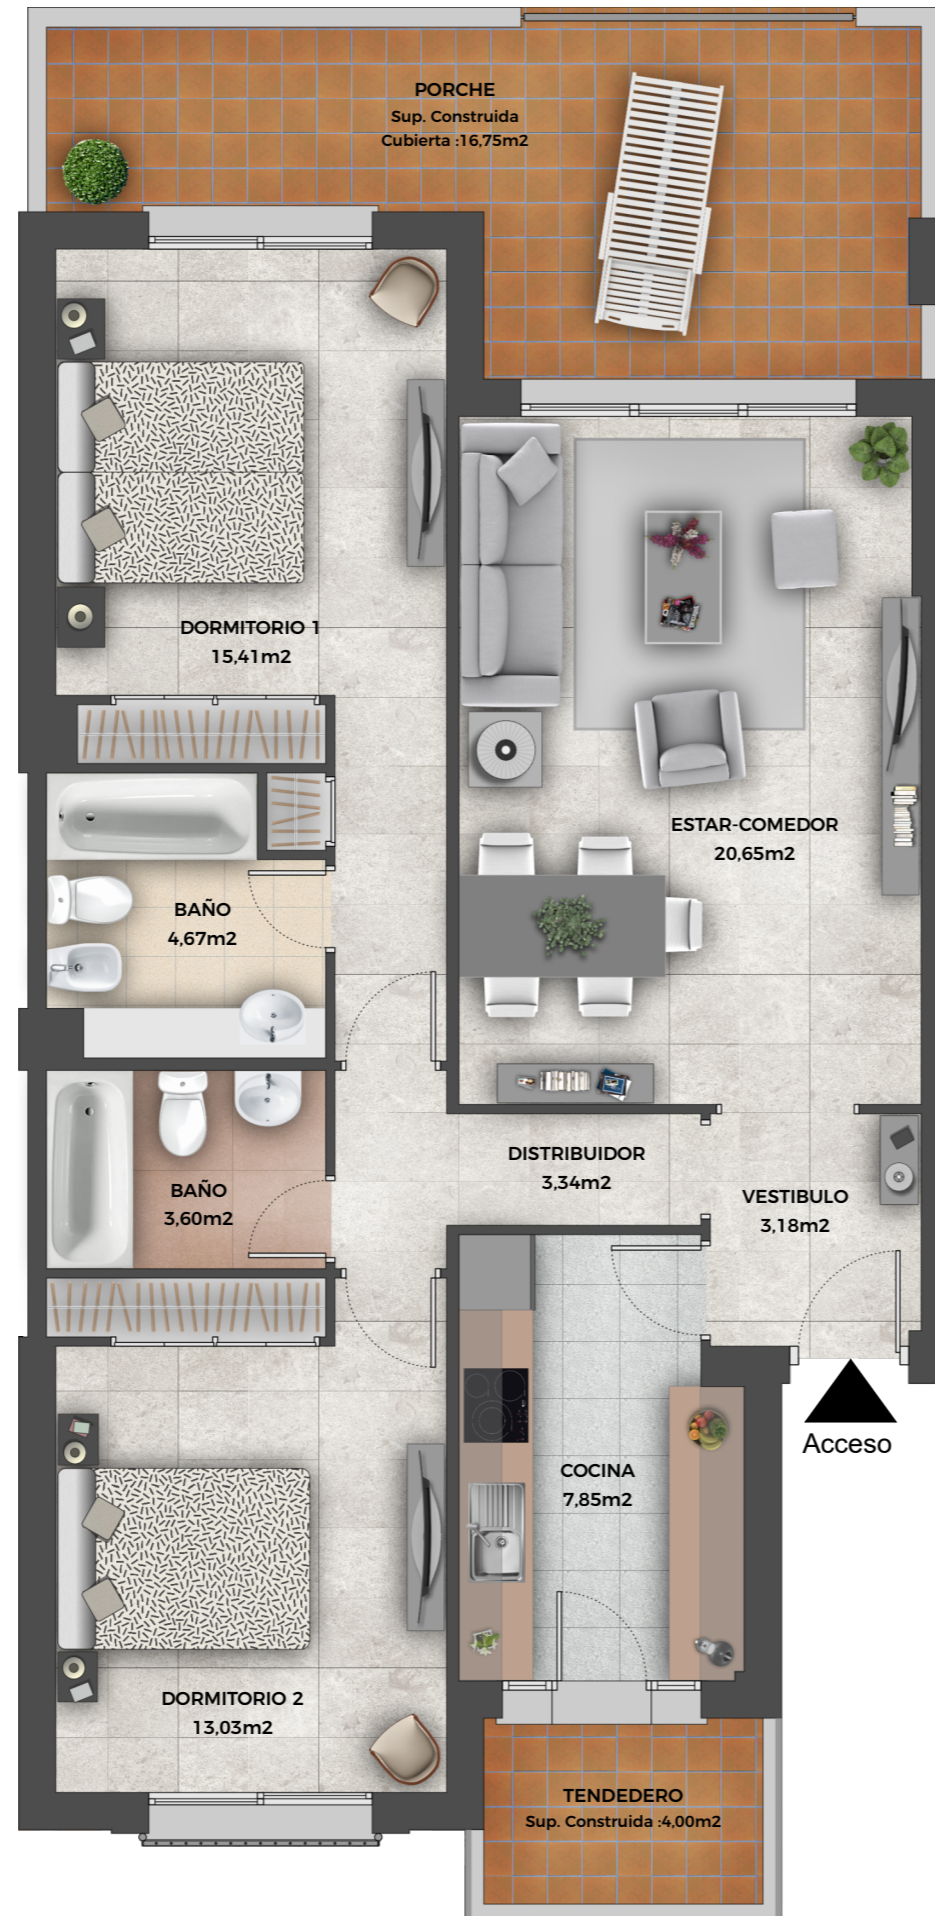 PORCHE
Sup. Construida
Cubierta :16,75m2
DORMITORIO 1
15,41m2
ESTAR-COMEDOR
20,65m2
BAÑO
4,67m2
DISTRIBUIDOR
3,34m2
BAÑO
3,60m2
VESTIBULO
3,18m2
Acceso
COCINA
7,85m2
DORMITORIO 2
13,03m2
TENDEDERO
Sup. Construida :4,00m2